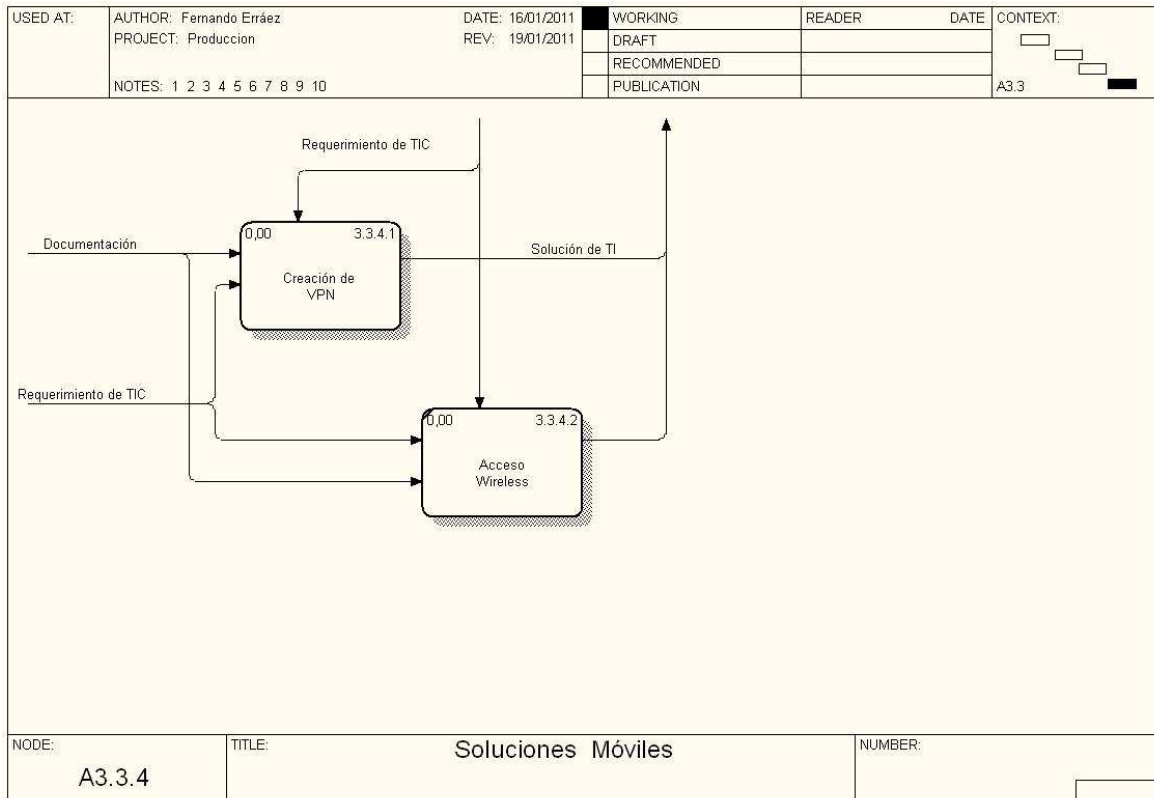 USED AT:
AUTHOR: Fernando Erráez
DATE: 16/01/2011
PROJECT: Produccion
REV: 19/01/2011
NOTES: 1 2 3 4 5 6 7 8 9 10
WORKING
DRAFT
RECOMMENDED
PUBLICATION
READER
DATE
CONTEXT:
A3.3
Requerimiento de TIC
Documentación
0,00
3.3.4.1
Creación de
VPN
Solución de TI
Requerimiento de TIC
0,00
3.3.4.2
Acceso
Wireless
NODE:
A3.3.4
TITLE:
Soluciones Móviles
NUMBER: